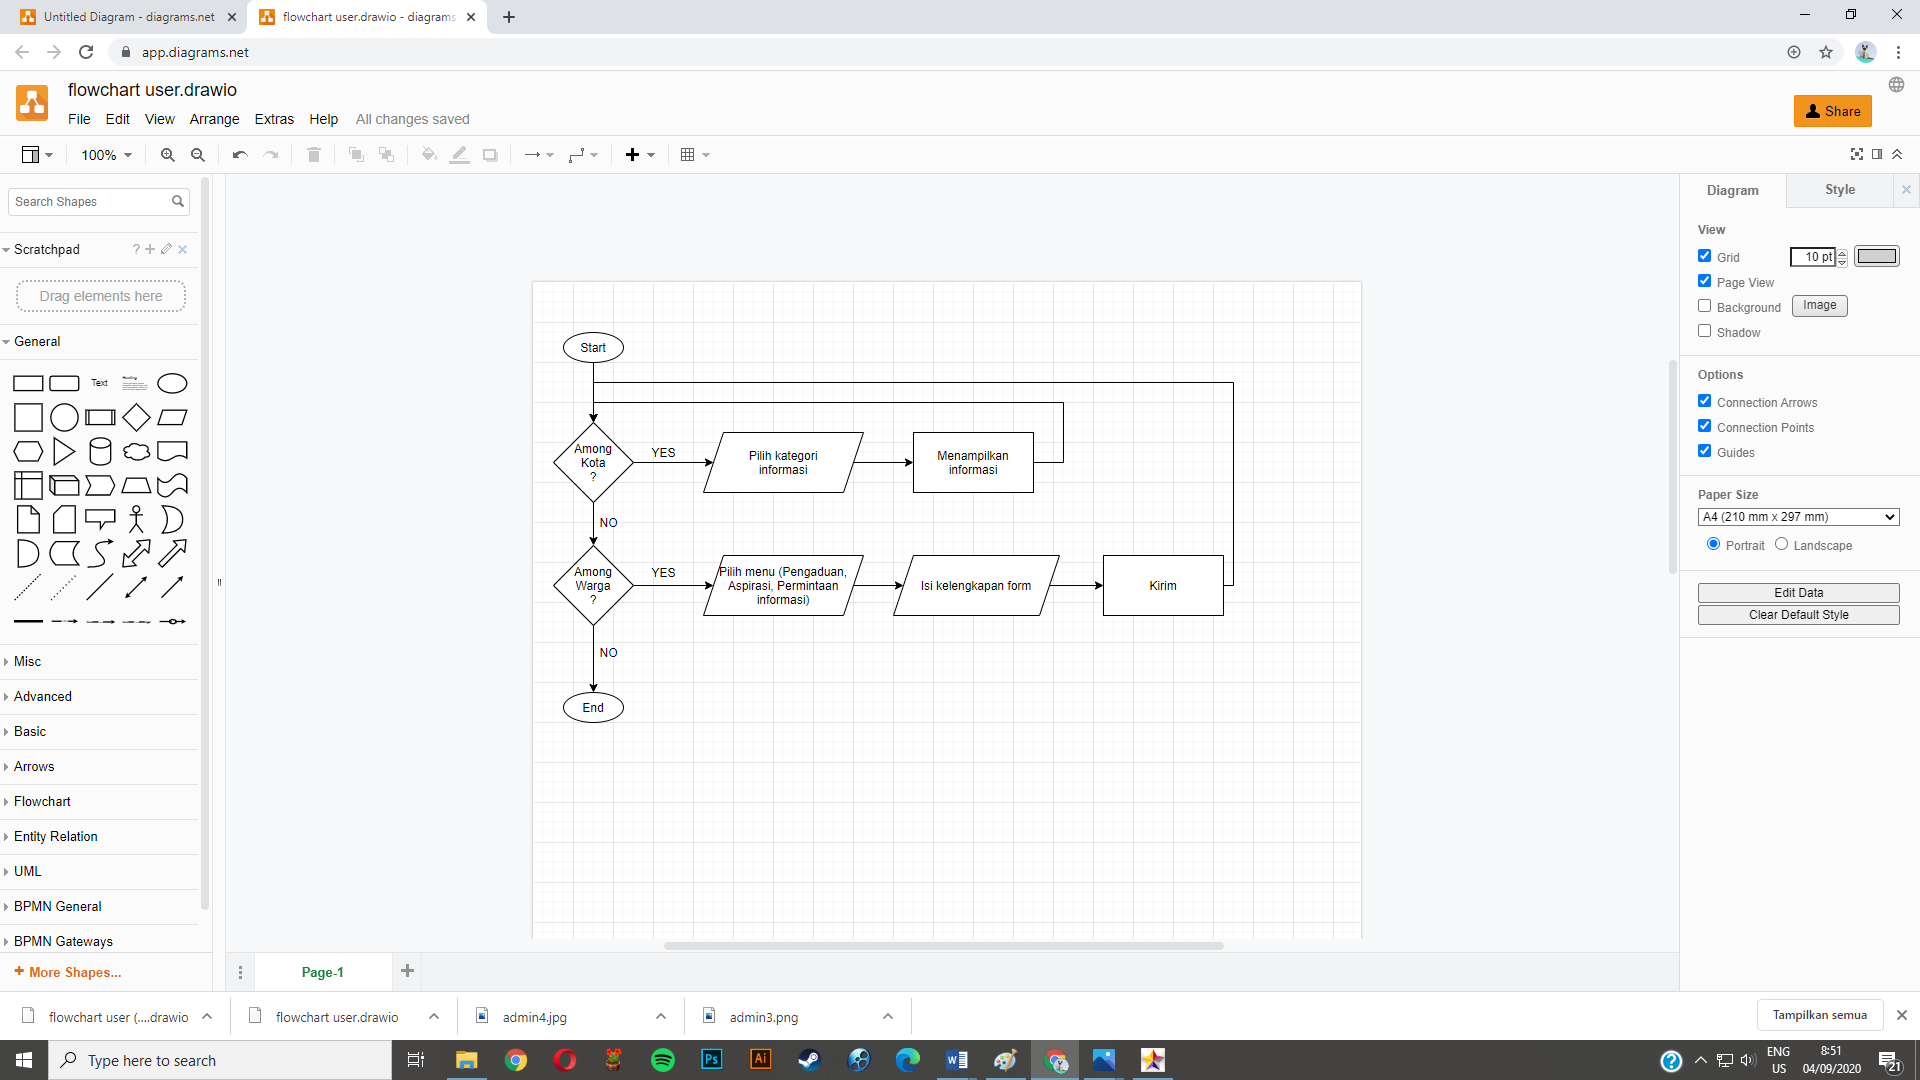 Untitled Diagram - diagrams.net
flowchart user.drawio - diagrams
app.diagrams.net
flowchart user.drawio
File Edit View Arrange Extras Help All changes saved
Share
100%
Search Shapes
Scratchpad
?
Drag elements here
General
Text
Heading
Misc
Advanced
Basic
Arrows
Flowchart
Entity Relation
UML
BPMN General
BPMN Gateways
+ More Shapes...
Start
Among
Kota
?
YES
Pilih kategori
informasi
Menampilkan
informasi
NO
Among
Warga
?
YES
Pilih menu (Pengaduan,
Aspirasi, Permintaan
informasi)
Isi kelengkapan form
Kirim
NO
End
Page-1
Diagram Style
View
Grid 10 pt
Page View
Background Image
Shadow
Options
Connection Arrows
Connection Points
Guides
Paper Size
A4 (210 mm x 297 mm)
Portrait Landscape
Edit Data
Clear Default Style
flowchart user (....drawio
flowchart user.drawio
admin4.jpg
admin3.png
Tampilkan semua
Type here to search
Ps
Ai
ENG
US
8:51
04/09/2020
21